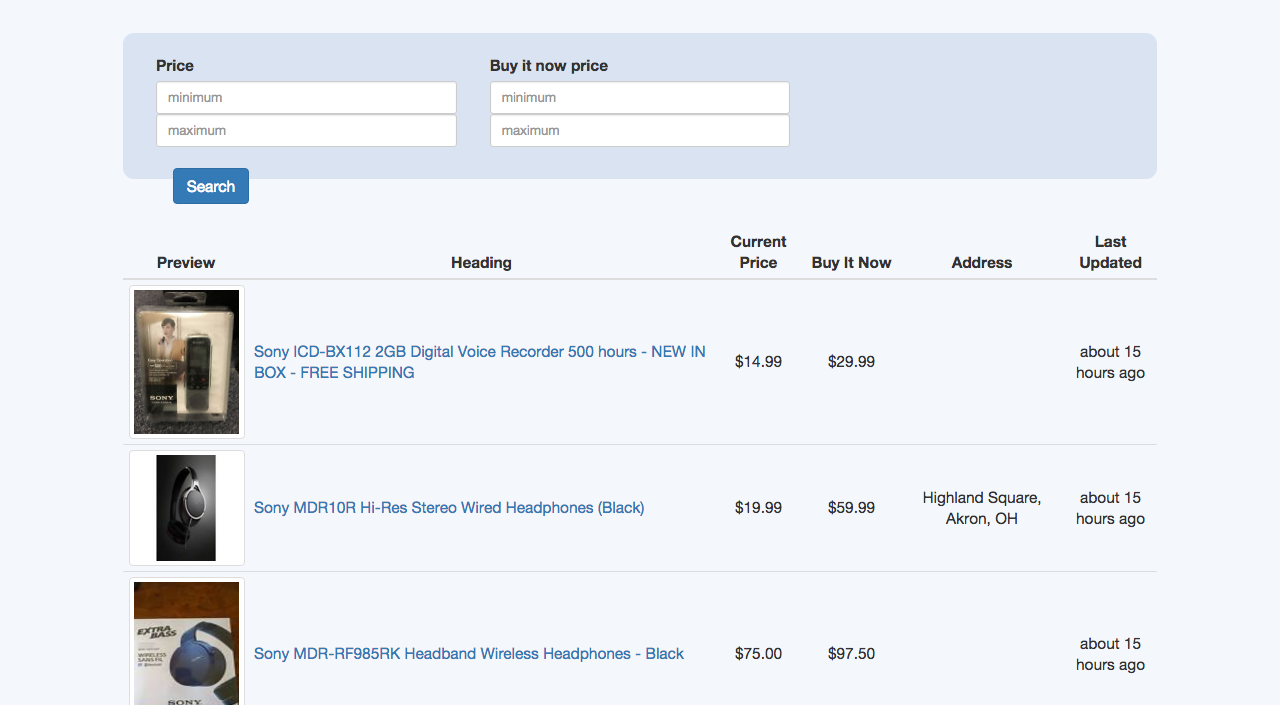 Price
Buy it now price
minimum
minimum
maximum
maximum
Search
Preview
Heading
Current
Price
Buy It Now
Address
Last
Updated
SONY
SONY
Sony ICD-BX112 2GB Digital Voice Recorder 500 hours - NEW IN
BOX - FREE SHIPPING
$14.99
$29.99
about 15
hours ago
Sony MDR10R Hi-Res Stereo Wired Headphones (Black)
$19.99
$59.99
Highland Square,
Akron, OH
about 15
hours ago
EXTRA
BASS
WIRELESS
SANS FIL
SONY
Sony MDR-RF985RK Headband Wireless Headphones - Black
$75.00
$97.50
about 15
hours ago